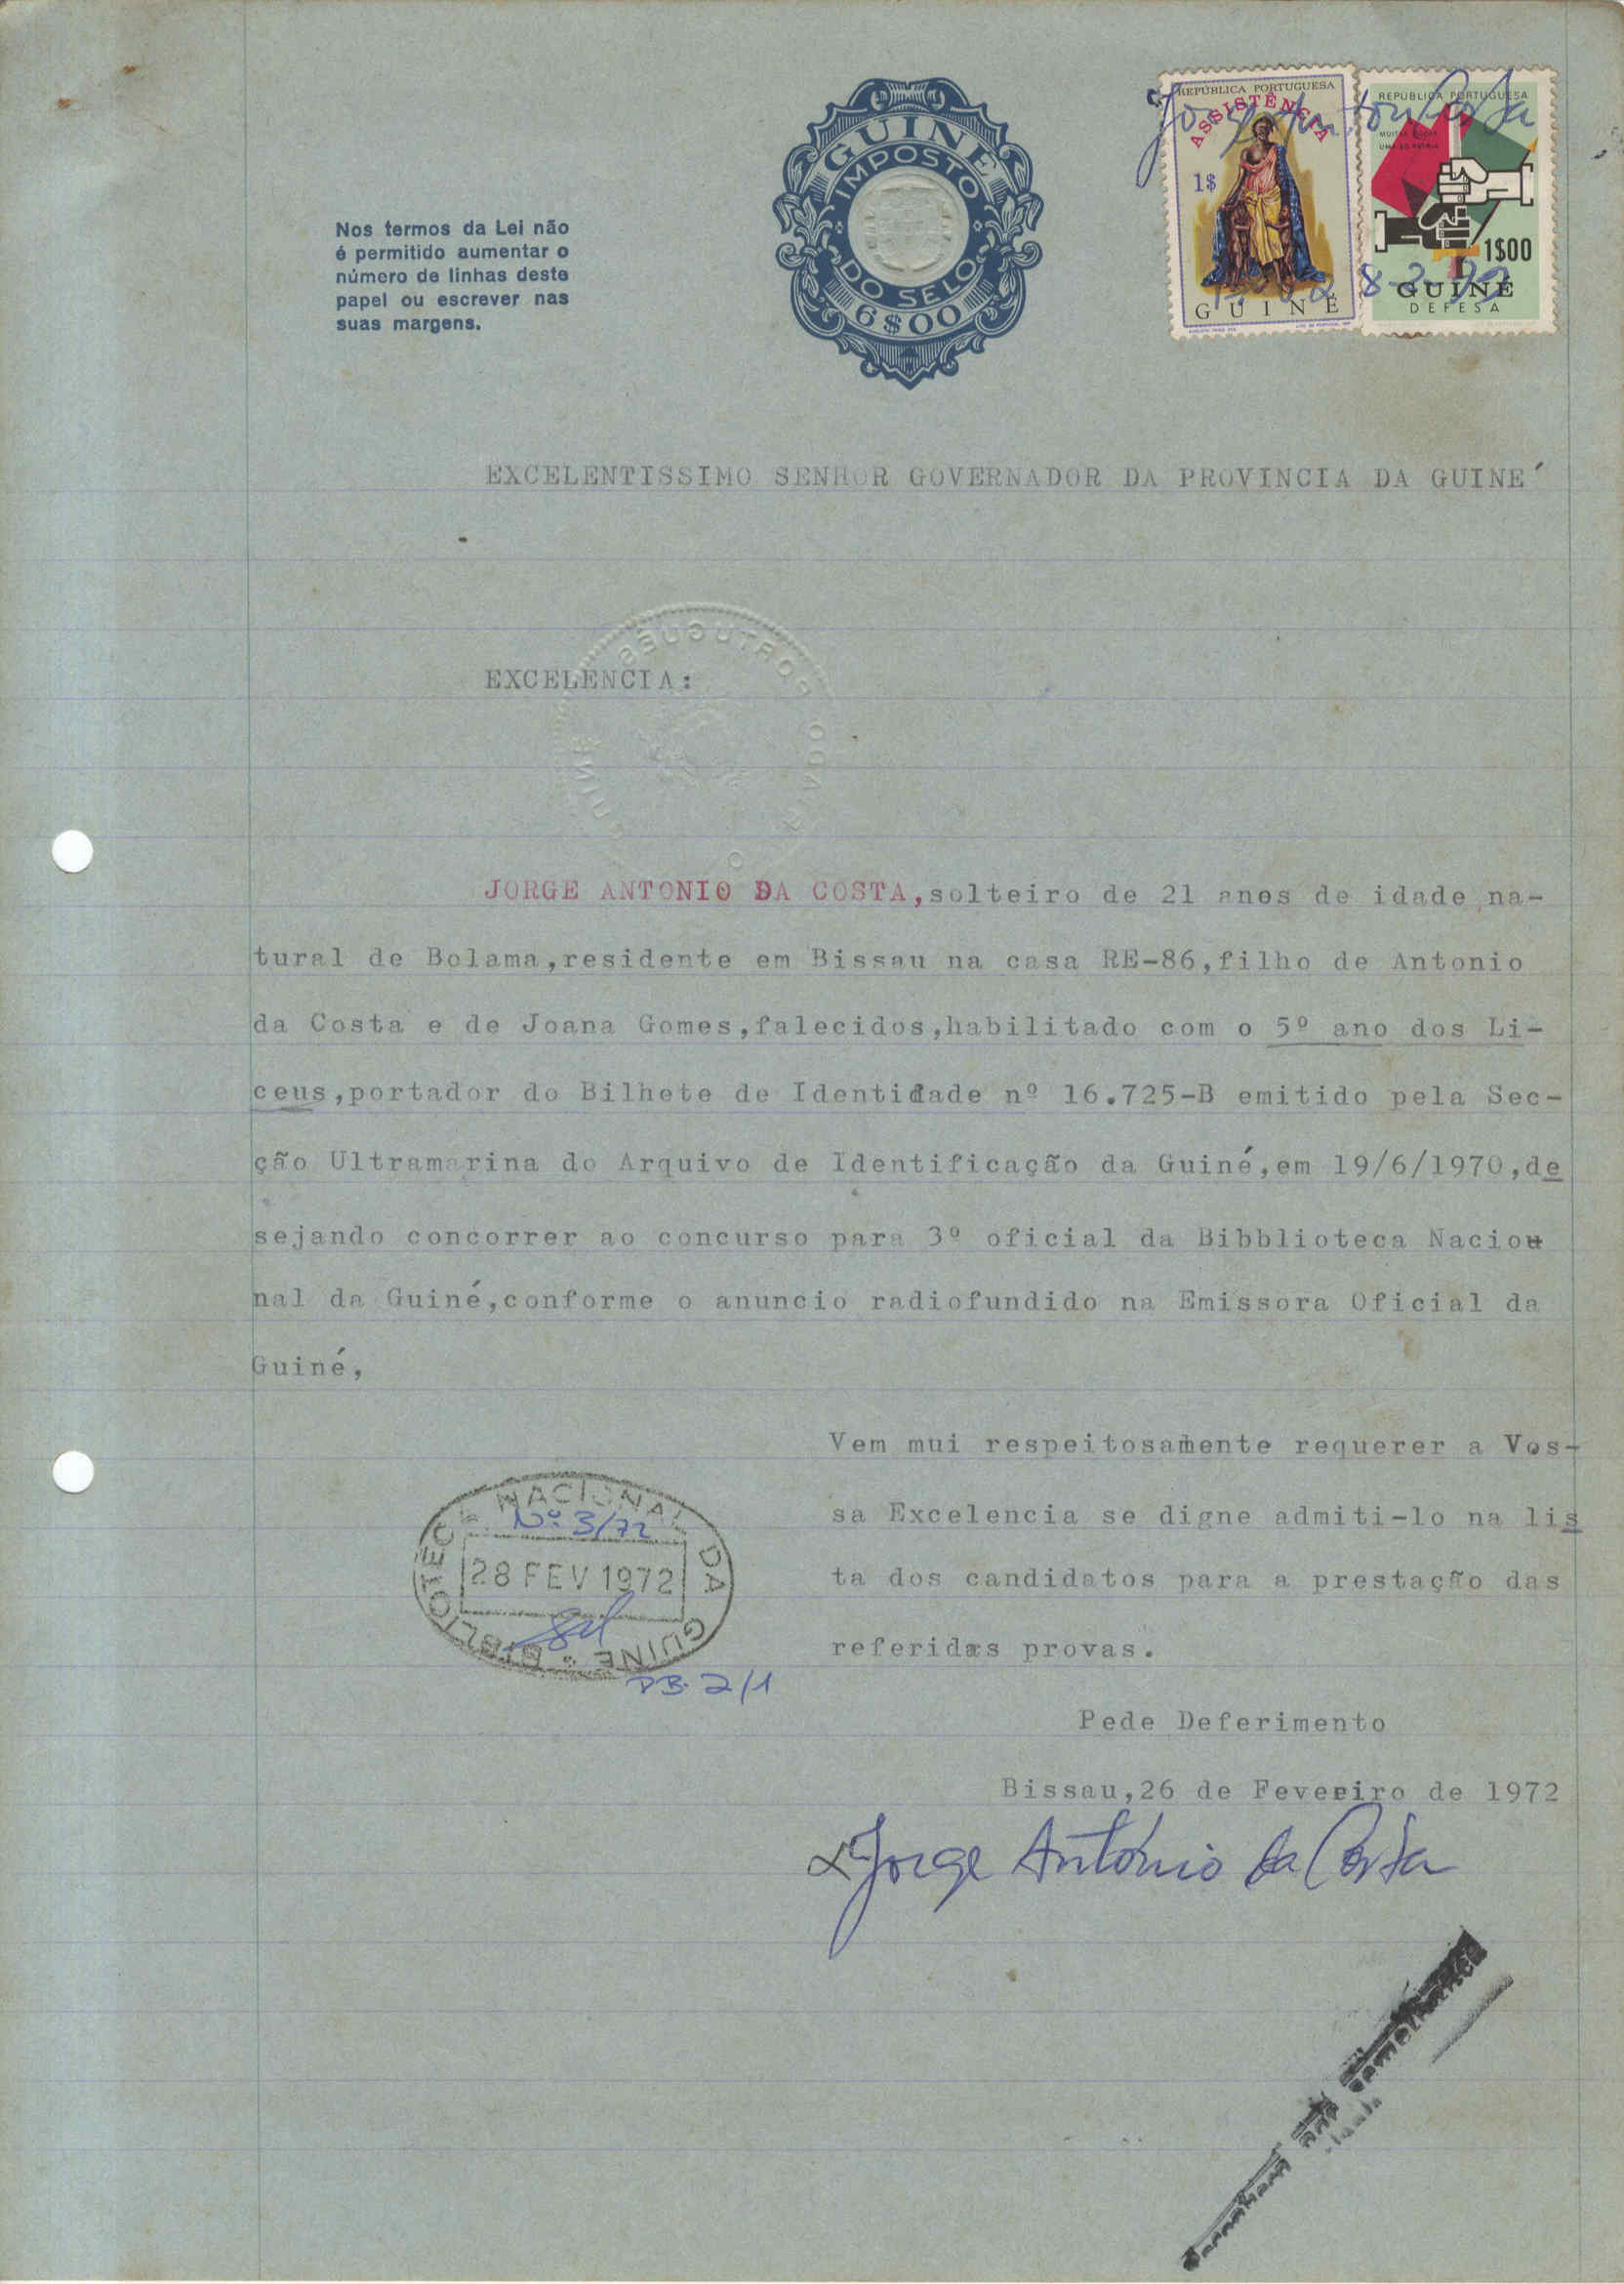 Nos termos da Lei não
é permitido aumentar o
número de linhas deste
papel ou escrever nas
suas margens.
GUINÉ
IMPOSTO
DO SELO
6$00
REPÚBLICA PORTUGUESA
ASSISTÊNCIA
1$
GUINÉ
REPÚBLICA PORTUGUESA
1$00
GUINÉ
DEFESA
EXCELENTISSIMO SENHOR GOVERNADOR DA PROVINCIA DA GUINE´
EXCELENCIA:
JORGE ANTONIO DA COSTA,solteiro de 21 anos de idade na-
tural de Bolama,residente em Bissau na casa RE-86,filho de Antonio
da Costa e de Joana Gomes,falecidos,habilitado com o 5º ano dos Li-
ceus,portador do Bilhete de Identidade nº 16.725-B emitido pela Sec-
ção Ultramarina do Arquivo de Identificação da Guiné,em 19/6/1970,de
sejando concorrer ao concurso para 3º oficial da Bibblioteca Nacio
nal da Guiné,conforme o anuncio radiofundido na Emissora Oficial da
Guiné,
Vem mui respeitosamente requerer a Vos-
sa Excelencia se digne admiti-lo na lis
ta dos candidatos para a prestação das
referidas provas.
BIBLIOTECA NACIONAL DA GUINÉ
Nº 3/72
28 FEV 1972
PB. 2/1
Pede Deferimento
Bissau,26 de Fevereiro de 1972
Jorge António da Costa